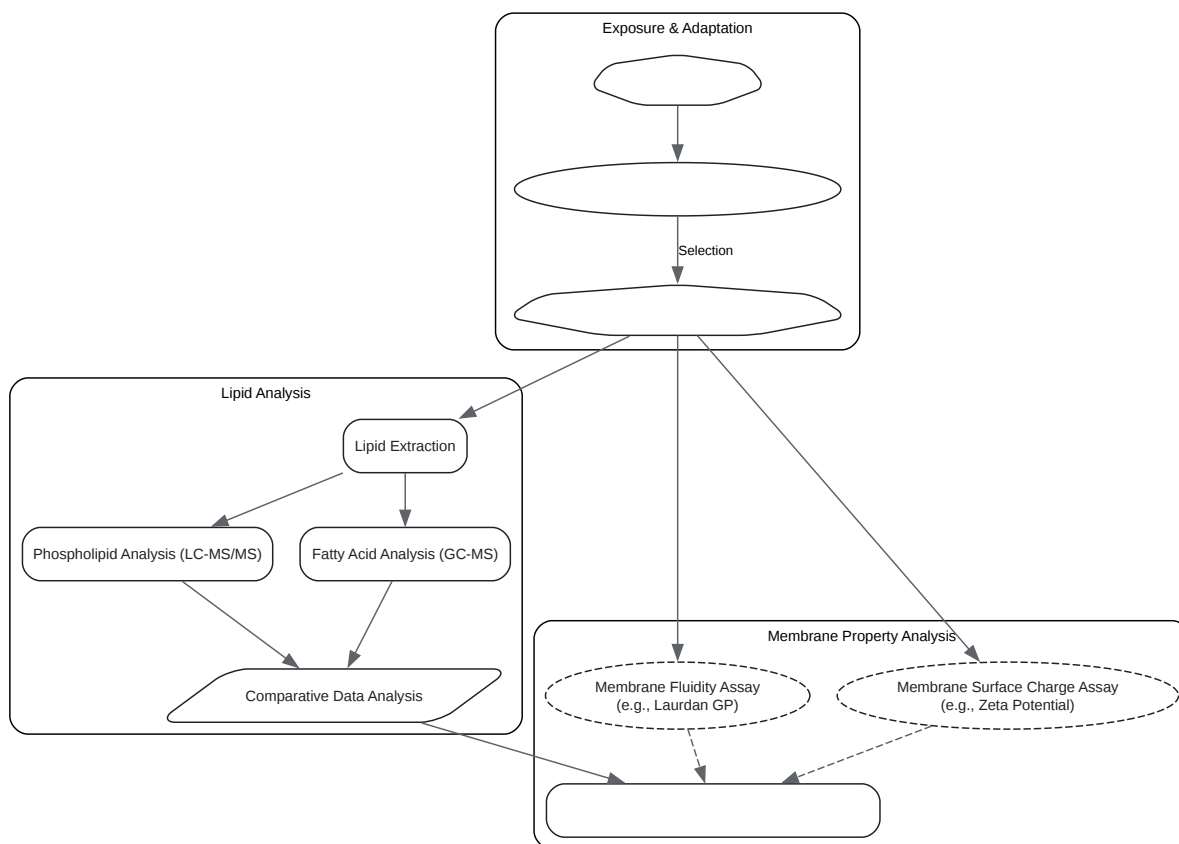 Exposure & Adaptation
Selection
Lipid Analysis
Lipid Extraction
Phospholipid Analysis (LC-MS/MS)
Fatty Acid Analysis (GC-MS)
Comparative Data Analysis
Membrane Property Analysis
Membrane Fluidity Assay
(e.g., Laurdan GP)
Membrane Surface Charge Assay
(e.g., Zeta Potential)